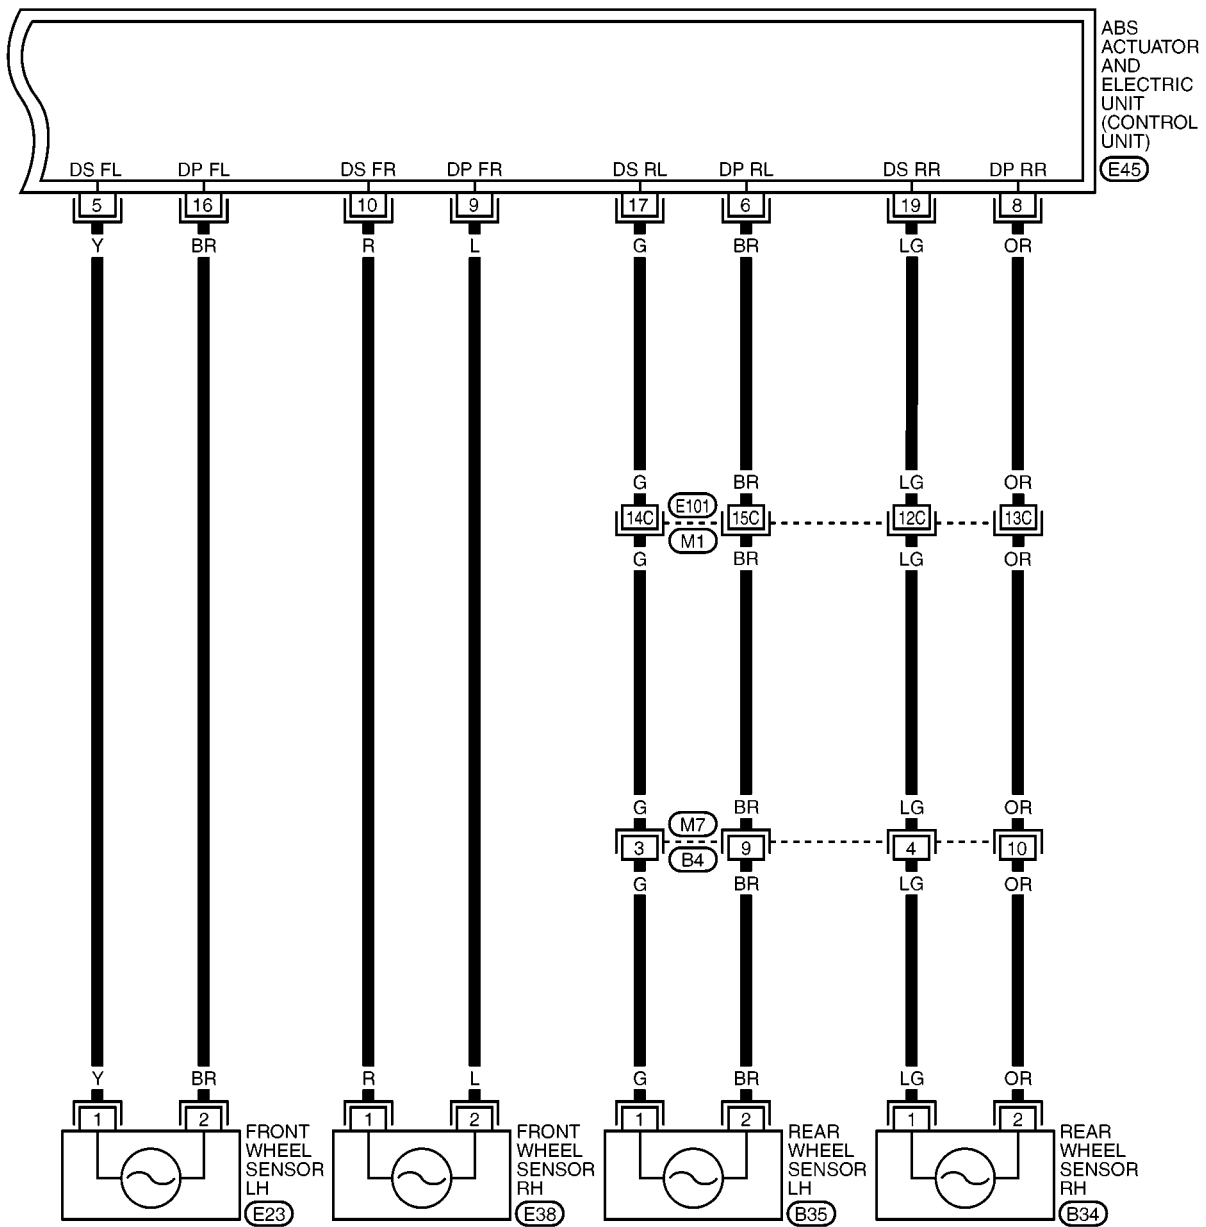 ABS
ACTUATOR
AND
ELECTRIC
UNIT
(CONTROL
UNIT)
E45
DS FL DP FL DS FR DP FR DS RL DP RL DS RR DP RR
5 16 10 9 17 6 19 8
Y BR R L G BR LG OR
G BR LG OR
E101
14C 15C 12C 13C
M1
G BR LG OR
G BR LG OR
M7
3 9 4 10
B4
G BR LG OR
Y BR R L G BR LG OR
1 2 1 2 1 2 1 2
FRONT
WHEEL
SENSOR
LH
E23
FRONT
WHEEL
SENSOR
RH
E38
REAR
WHEEL
SENSOR
LH
B35
REAR
WHEEL
SENSOR
RH
B34